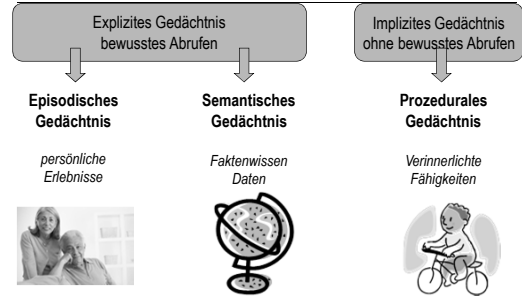 Explizites Gedächtnis
bewusstes Abrufen
Implizites Gedächtnis
ohne bewusstes Abrufen
Episodisches
Gedächtnis
Semantisches
Gedächtnis
Prozedurales
Gedächtnis
persönliche
Erlebnisse
Faktenwissen
Daten
Verinnerlichte
Fähigkeiten